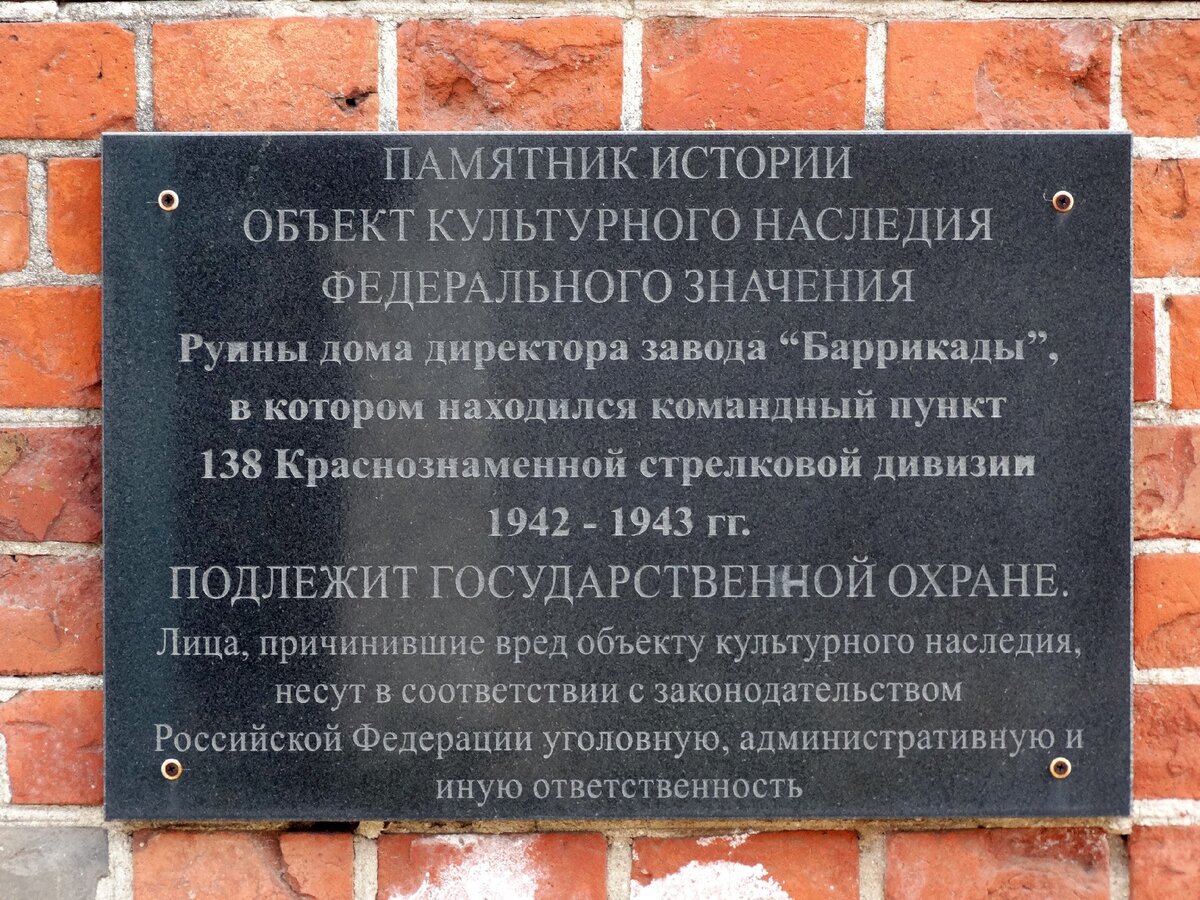 ПАМЯТНИК ИСТОРИИ
ОБЪЕКТ КУЛЬТУРНОГО НАСЛЕДИЯ
ФЕДЕРАЛЬНОГО ЗНАЧЕНИЯ
Руины дома директора завода “Баррикады”,
в котором находился командный пункт
138 Краснознаменной стрелковой дивизии
1942 - 1943 гг.
ПОДЛЕЖИТ ГОСУДАРСТВЕННОЙ ОХРАНЕ.
Лица, причинившие вред объекту культурного наследия,
несут в соответствии с законодательством
Российской Федерации уголовную, административную и
иную ответственность